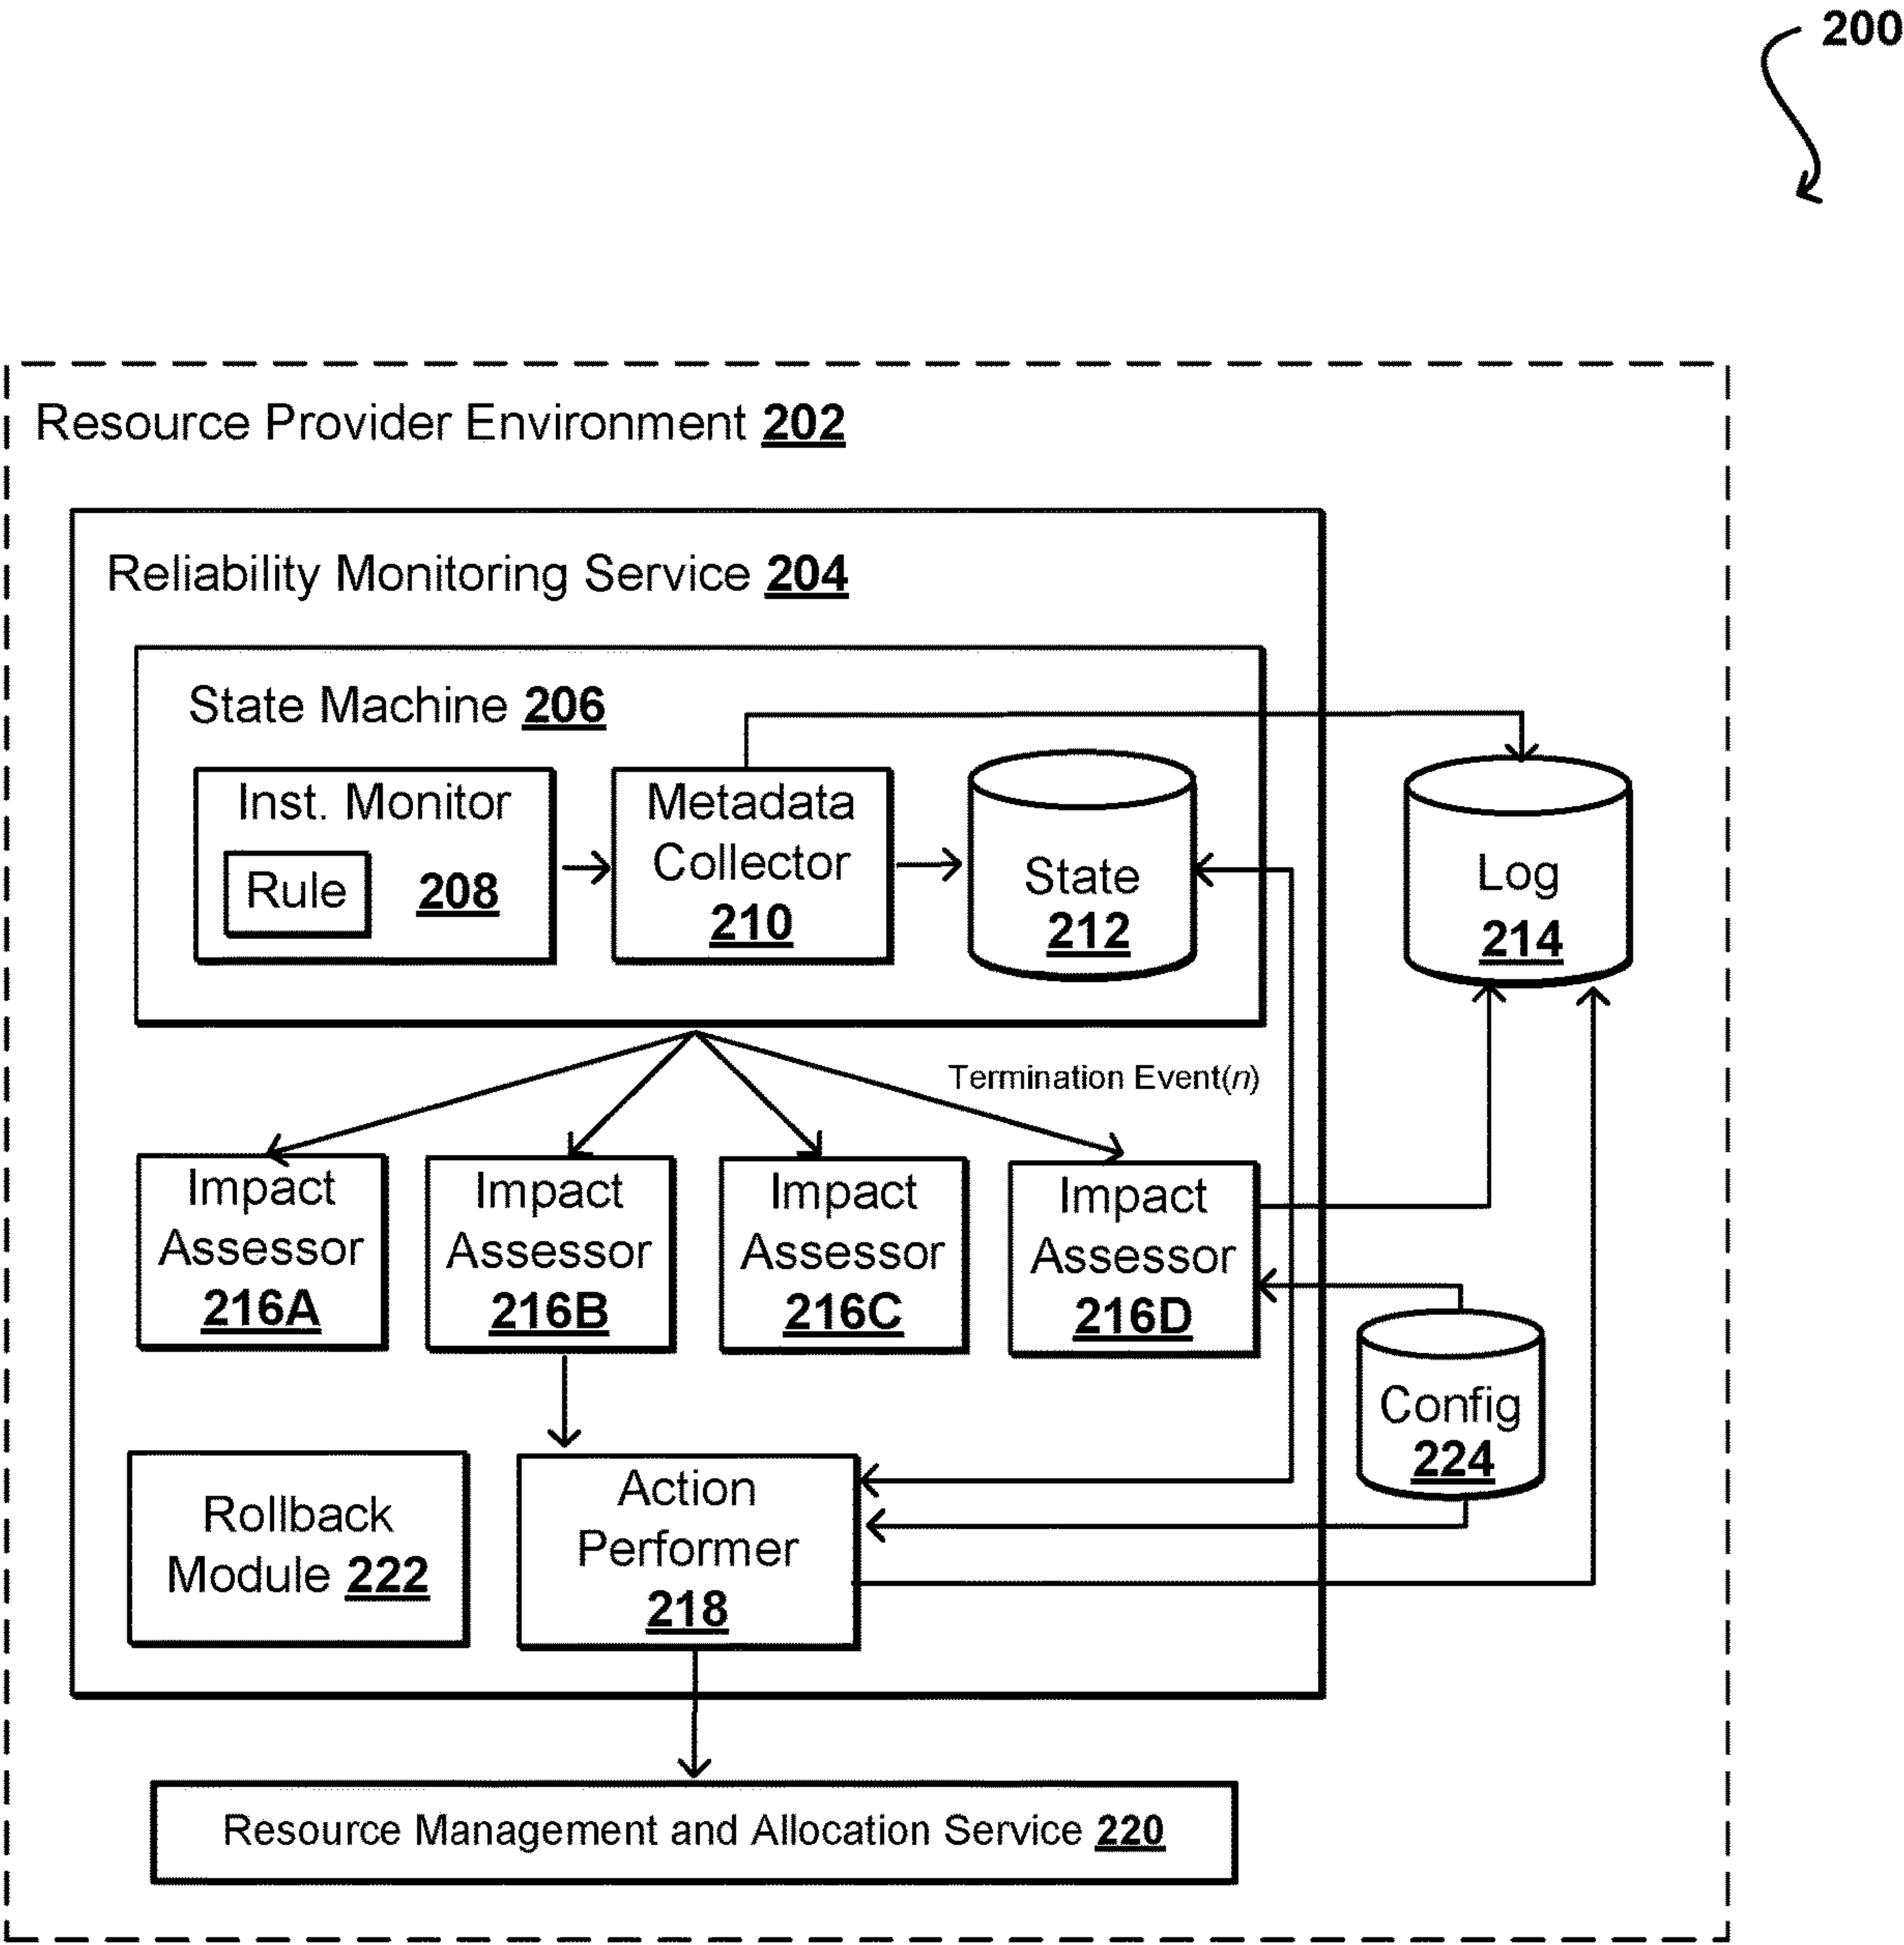 200
Resource Provider Environment 202
Reliability Monitoring Service 204
State Machine 206
Inst. Monitor
Rule 208
Metadata
Collector
210
State
212
Log
214
Termination Event(n)
Impact
Assessor
216A
Impact
Assessor
216B
Impact
Assessor
216C
Impact
Assessor
216D
Config
224
Rollback
Module 222
Action
Performer
218
Resource Management and Allocation Service 220